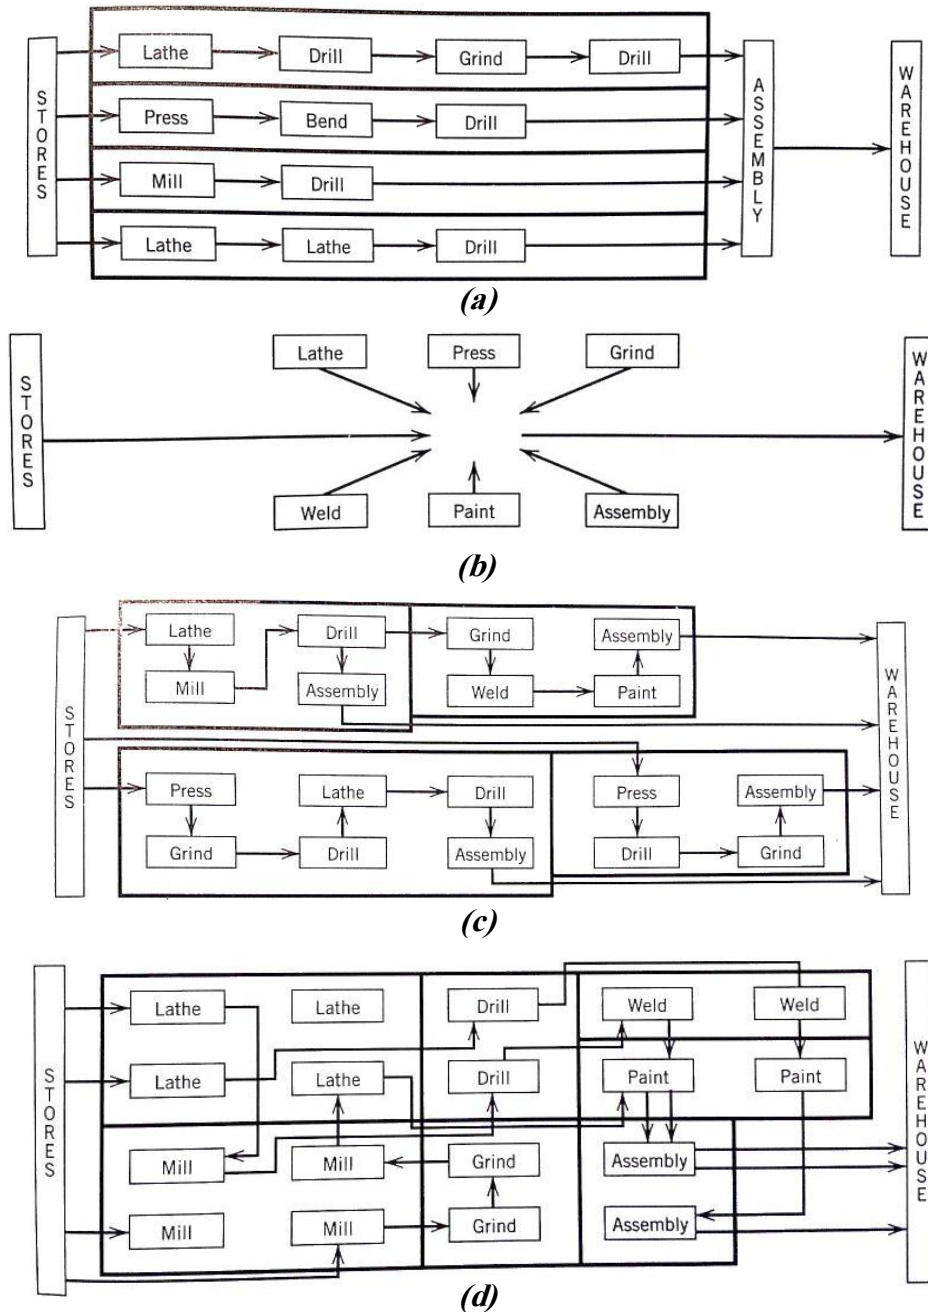 STORES
Lathe Drill Grind Drill
Press Bend Drill
Mill Drill
Lathe Lathe Drill
ASSEMBLY
WAREHOUSE
(a)
STORES
Lathe Press Grind
Weld Paint Assembly
WAREHOUSE
(b)
STORES
Lathe Drill Grind Assembly
Mill Assembly Weld Paint
Press Lathe Drill Press Assembly
Grind Drill Assembly Drill Grind
WAREHOUSE
(c)
STORES
Lathe Lathe Drill Weld Weld
Lathe Lathe Drill Paint Paint
Mill Mill Grind Assembly
Mill Mill Grind Assembly
WAREHOUSE
(d)